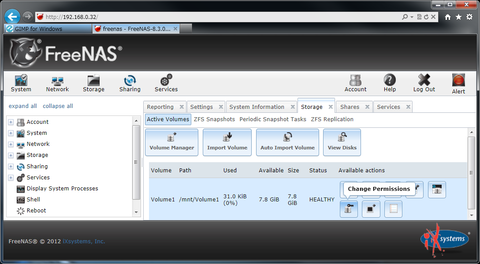 http://192.168.0.32/
GIMP for Windows
freenas - FreeNAS-8.3.0...
FreeNAS®
System Network Storage Sharing Services Account Help Log Out Alert
expand all collapse all
Reporting Settings System Information Storage Shares Services
Active Volumes ZFS Snapshots Periodic Snapshot Tasks ZFS Replication
Account
System
Network
Storage
Sharing
Services
Display System Processes
Shell
Reboot
Volume Manager Import Volume Auto Import Volume View Disks
Volume Path Used Available Size Status Available actions
Volume1 /mnt/Volume1 31.0 KiB (0%) 7.8 GiB 7.8 GiB HEALTHY
Change Permissions
FreeNAS® © 2012 iXsystems, Inc.
systems